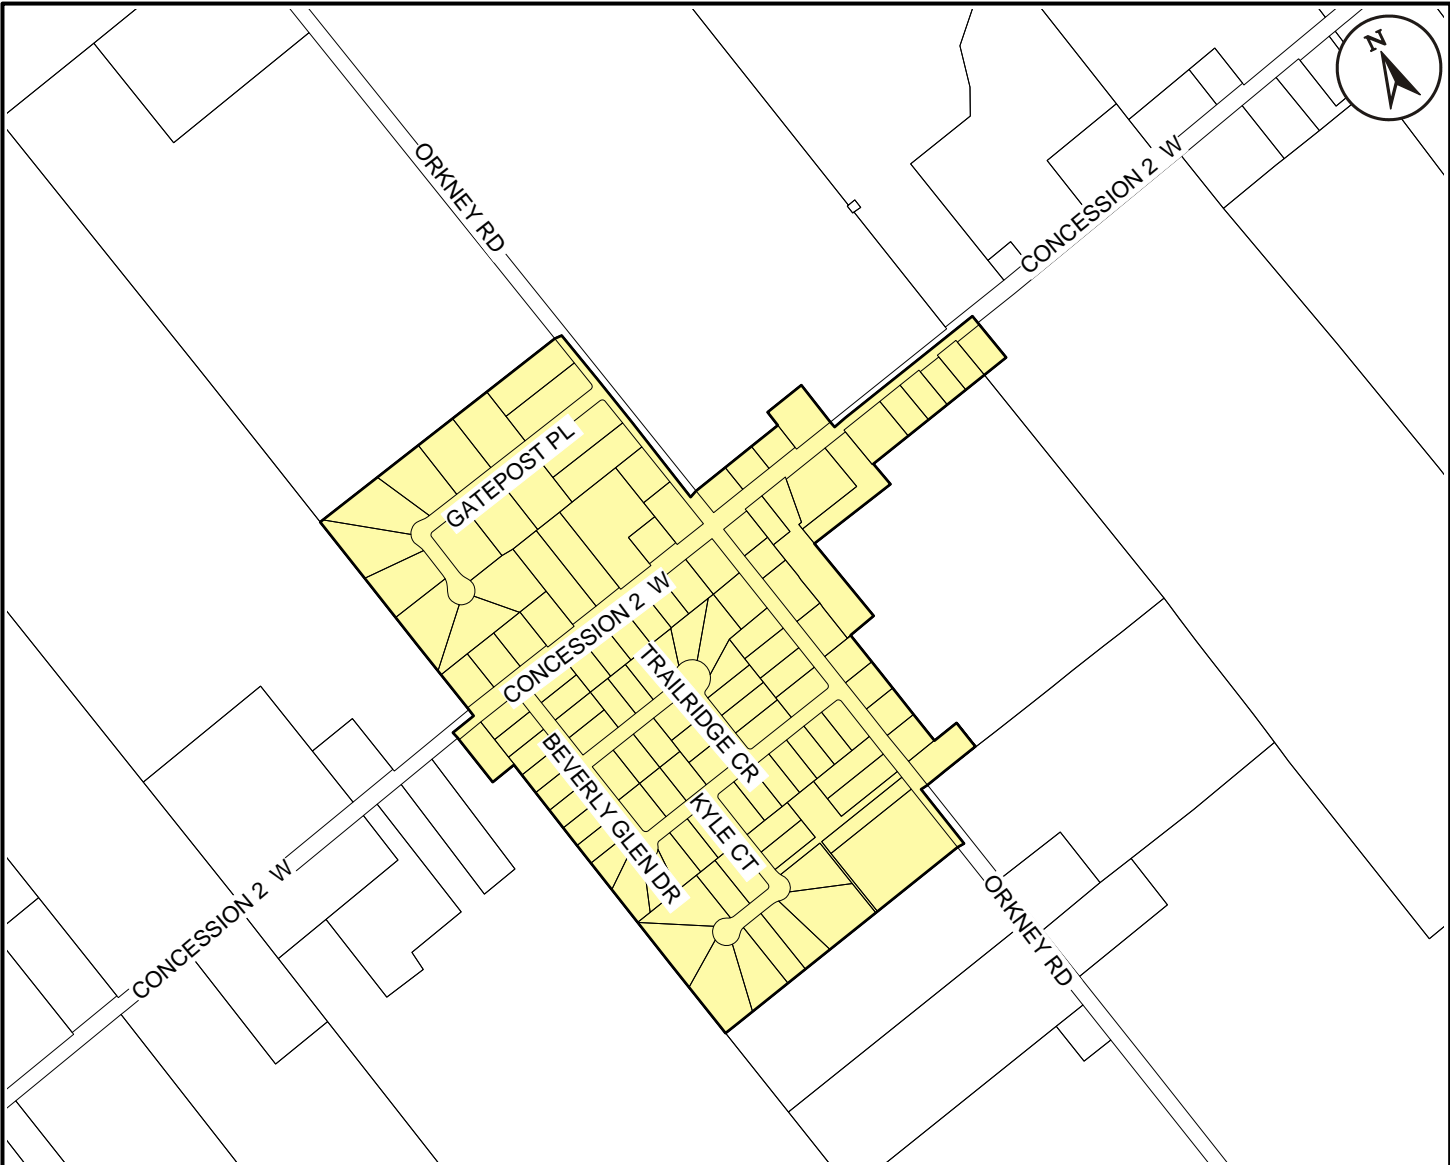 N
ORKNEY RD
CONCESSION 2 W
GATEPOST PL
CONCESSION 2 W
TRAILRIDGE CR
BEVERLY GLEN DR
KYLE CT
CONCESSION 2 W
ORKNEY RD